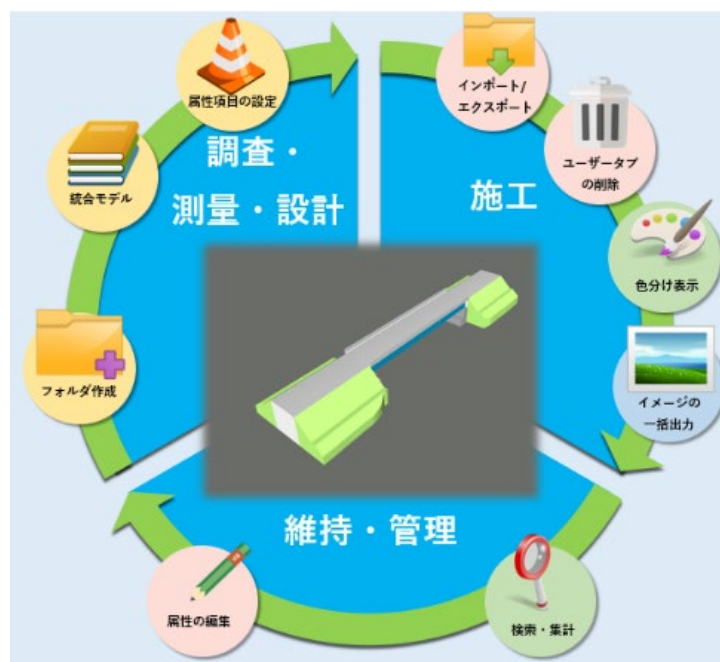 属性項目の設定
統合モデル
フォルダ作成
調査・
測量・設計
インポート/
エクスポート
ユーザータブ
の削除
色分け表示
イメージの
一括出力
施工
維持・管理
属性の編集
検索・集計